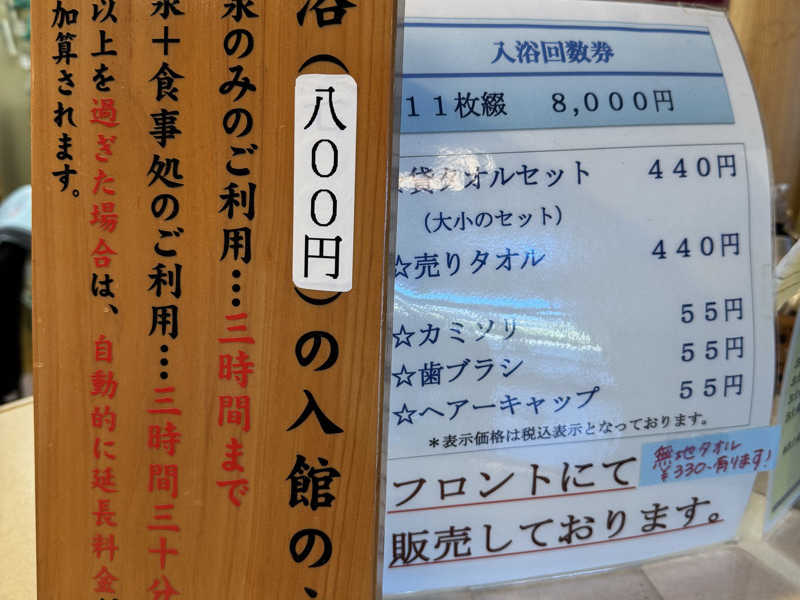 浴(八〇〇円)の入館の
泉のみのご利用…三時間まで
泉＋食事処のご利用…三時間三十分
以上を過ぎた場合は、自動的に延長料金
加算されます。
入浴回数券
11枚綴 8,000円
貸タオルセット 440円
(大小のセット)
☆売りタオル 440円
☆カミソリ 55円
☆歯ブラシ 55円
☆ヘアーキャップ 55円
＊表示価格は税込表示となっております。
無地タオル
¥330-有ります!
フロントにて
販売しております。